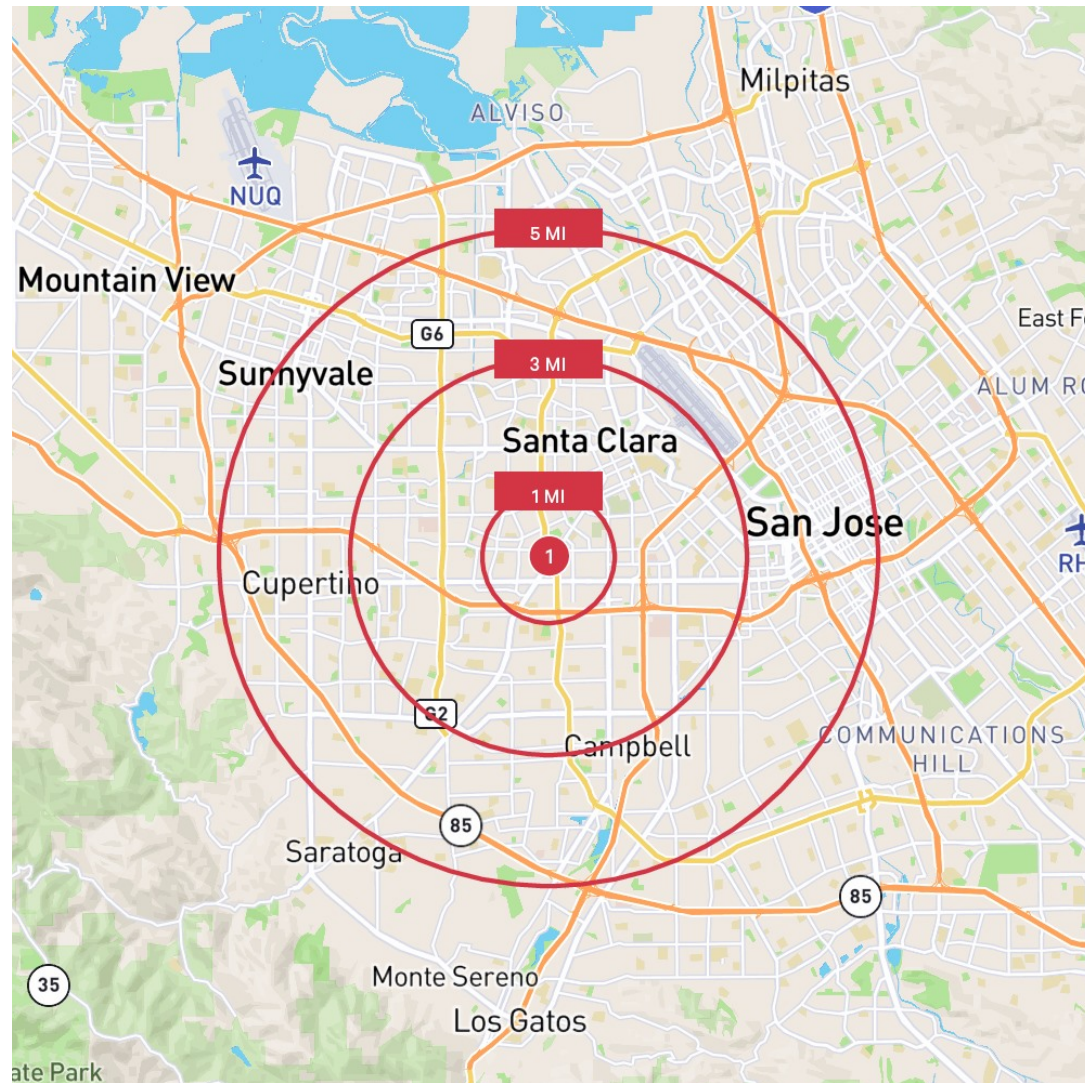 Milpitas
ALVISO
NUQ
5 MI
Mountain View
East F
G6
3 MI
Sunnyvale
ALUM RO
Santa Clara
1 MI
San Jose
1
RH
Cupertino
G2
Campbell
COMMUNICATIONS
HILL
85
Saratoga
85
Monte Sereno
35
Los Gatos
ate Park